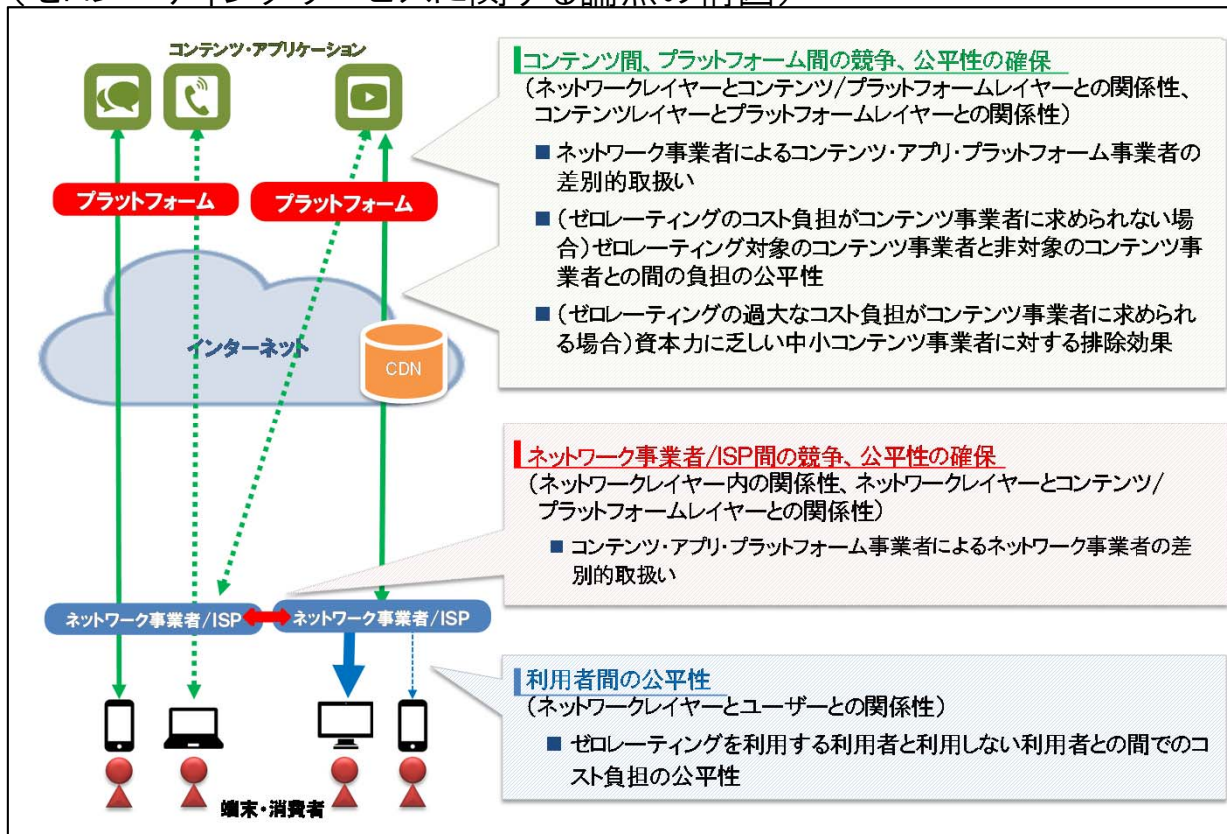 (ゼロレーティングサービスに関する論点の構図)
コンテンツ・アプリケーション
プラットフォーム
プラットフォーム
インターネット
CDN
ネットワーク事業者/ISP
ネットワーク事業者/ISP
端末・消費者
コンテンツ間、プラットフォーム間の競争、公平性の確保
(ネットワークレイヤーとコンテンツ/プラットフォームレイヤーとの関係性、
コンテンツレイヤーとプラットフォームレイヤーとの関係性)
■ ネットワーク事業者によるコンテンツ・アプリ・プラットフォーム事業者の
差別的取扱い
■ (ゼロレーティングのコスト負担がコンテンツ事業者に求められない場
合)ゼロレーティング対象のコンテンツ事業者と非対象のコンテンツ事
業者との間の負担の公平性
■ (ゼロレーティングの過大なコスト負担がコンテンツ事業者に求められ
る場合)資本力に乏しい中小コンテンツ事業者に対する排除効果
ネットワーク事業者/ISP間の競争、公平性の確保
(ネットワークレイヤー内の関係性、ネットワークレイヤーとコンテンツ/
プラットフォームレイヤーとの関係性)
■ コンテンツ・アプリ・プラットフォーム事業者によるネットワーク事業者の差
別的取扱い
利用者間の公平性
(ネットワークレイヤーとユーザーとの関係性)
■ ゼロレーティングを利用する利用者と利用しない利用者との間でのコ
スト負担の公平性